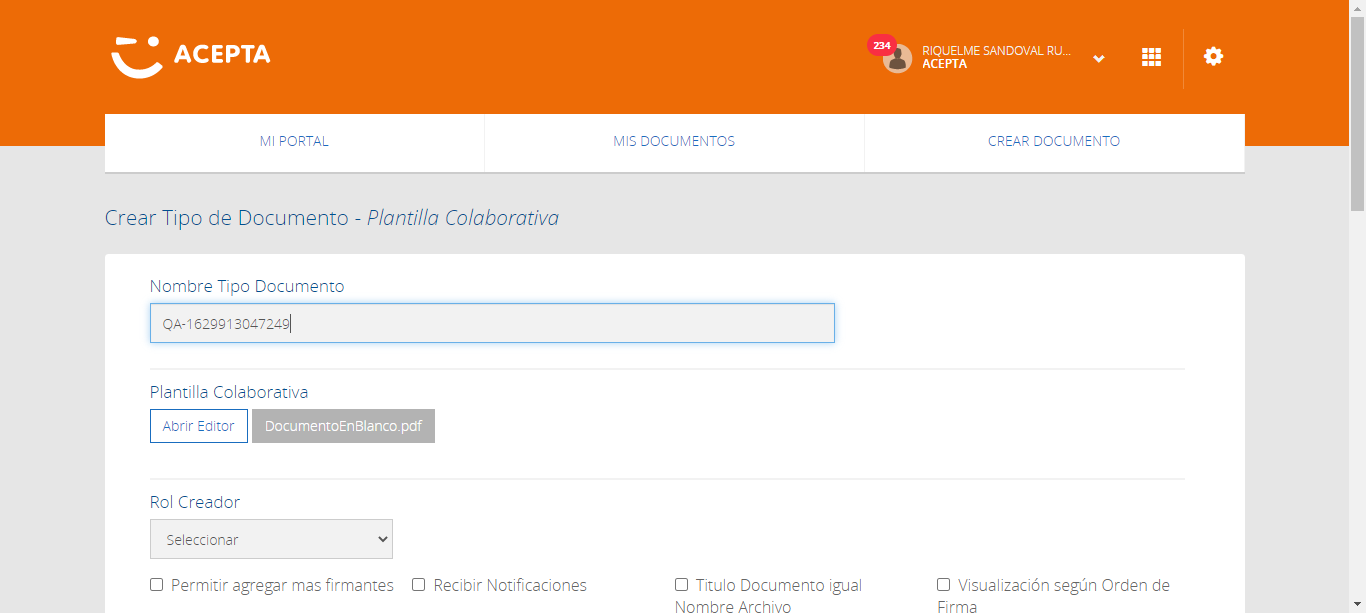 ACEPTA
234
RIQUELME SANDOVAL RU...
ACEPTA
MI PORTAL
MIS DOCUMENTOS
CREAR DOCUMENTO
Crear Tipo de Documento - Plantilla Colaborativa
Nombre Tipo Documento
QA-1629913047249
Plantilla Colaborativa
Abrir Editor
DocumentoEnBlanco.pdf
Rol Creador
Seleccionar
Permitir agregar mas firmantes
Recibir Notificaciones
Titulo Documento igual
Nombre Archivo
Visualización según Orden de
Firma